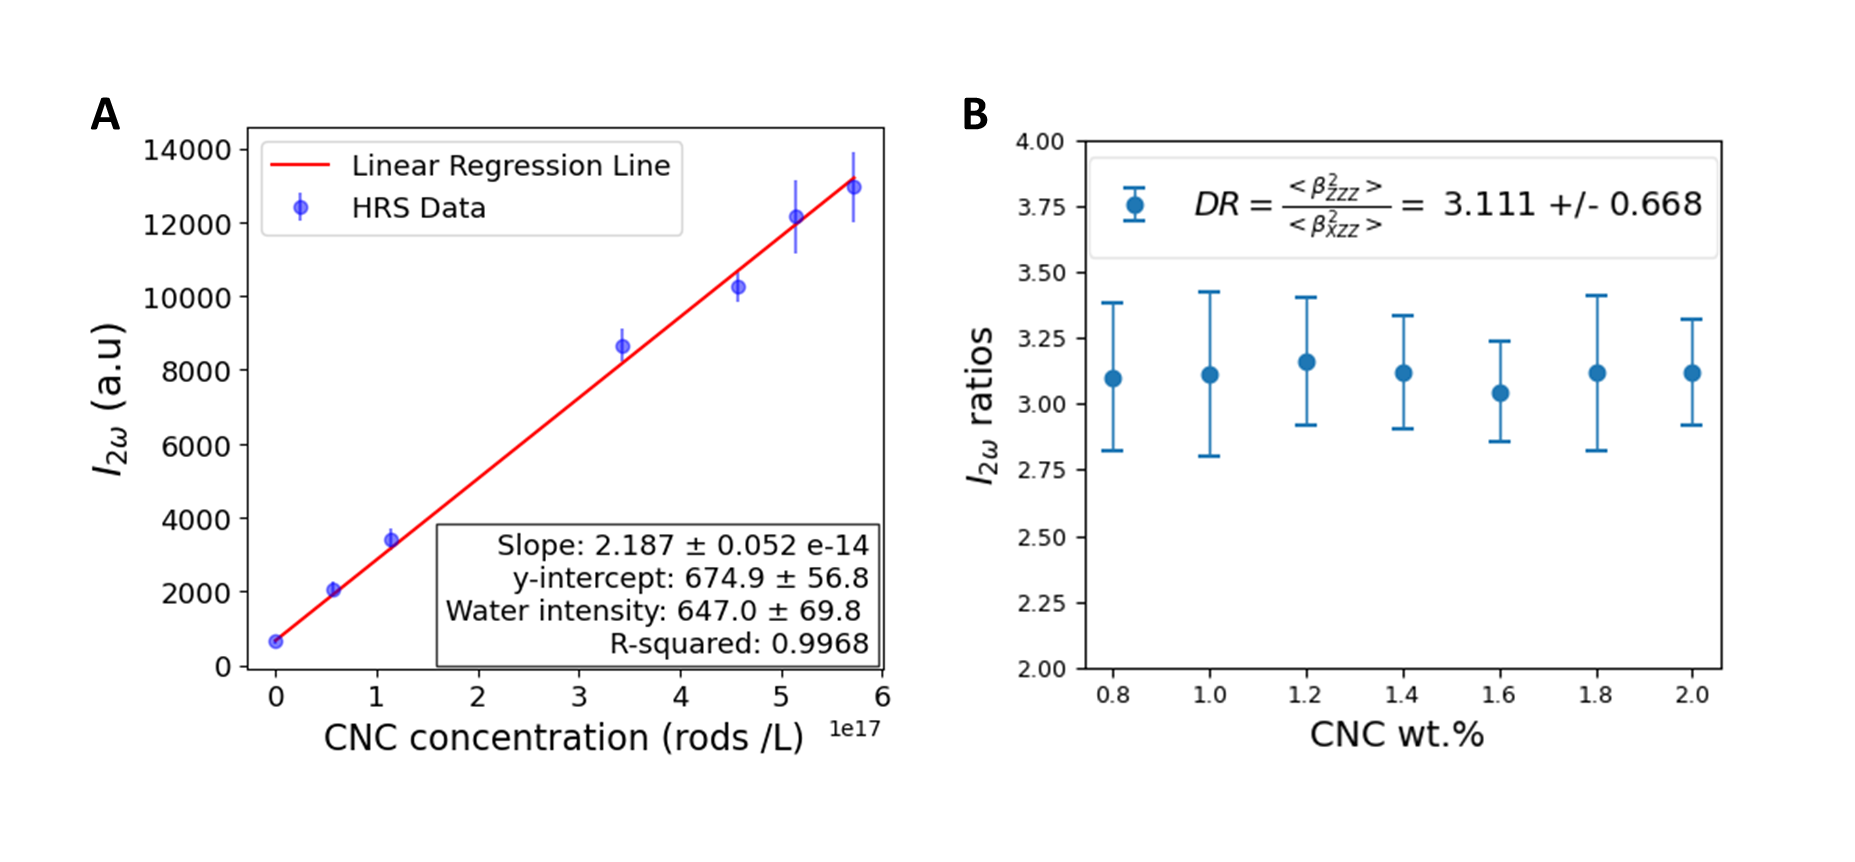 A
14000
12000
10000
8000
6000
4000
2000
0
I2ω (a.u)
Linear Regression Line
HRS Data
Slope: 2.187 ± 0.052 e-14
y-intercept: 674.9 ± 56.8
Water intensity: 647.0 ± 69.8
R-squared: 0.9968
0 1 2 3 4 5 6
1e17
CNC concentration (rods /L)
B
4.00
3.75
3.50
3.25
3.00
2.75
2.50
2.25
2.00
I2ω ratios
DR = <β²ZZZ> / <β²XZZ> = 3.111 +/- 0.668
0.8 1.0 1.2 1.4 1.6 1.8 2.0
CNC wt.%